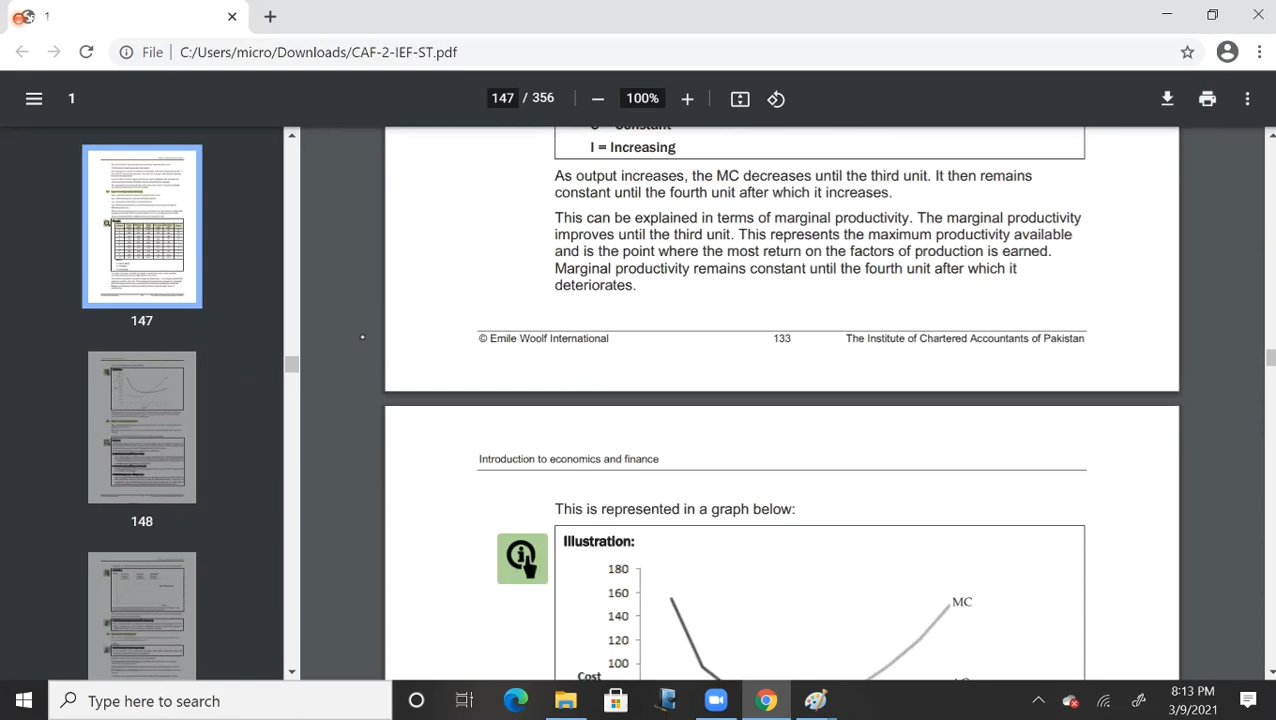 1
File
C:/Users/micro/Downloads/CAF-2-IEF-ST.pdf
1
147 / 356
100%
147
148
I = Increasing
As output increases, the MC decreases until the third unit. It then remains
constant until the fourth unit after which it increases.
This can be explained in terms of marginal productivity. The marginal productivity
improves until the third unit. This represents the maximum productivity available
and is the point where the most return on the factors of production is earned.
Marginal productivity remains constant until the fourth unit after which it
deteriorates.
© Emile Woolf International 133 The Institute of Chartered Accountants of Pakistan
Introduction to economics and finance
This is represented in a graph below:
Illustration:
180
160
140
120
100
Cost
MC
Type here to search
8:13 PM
3/9/2021